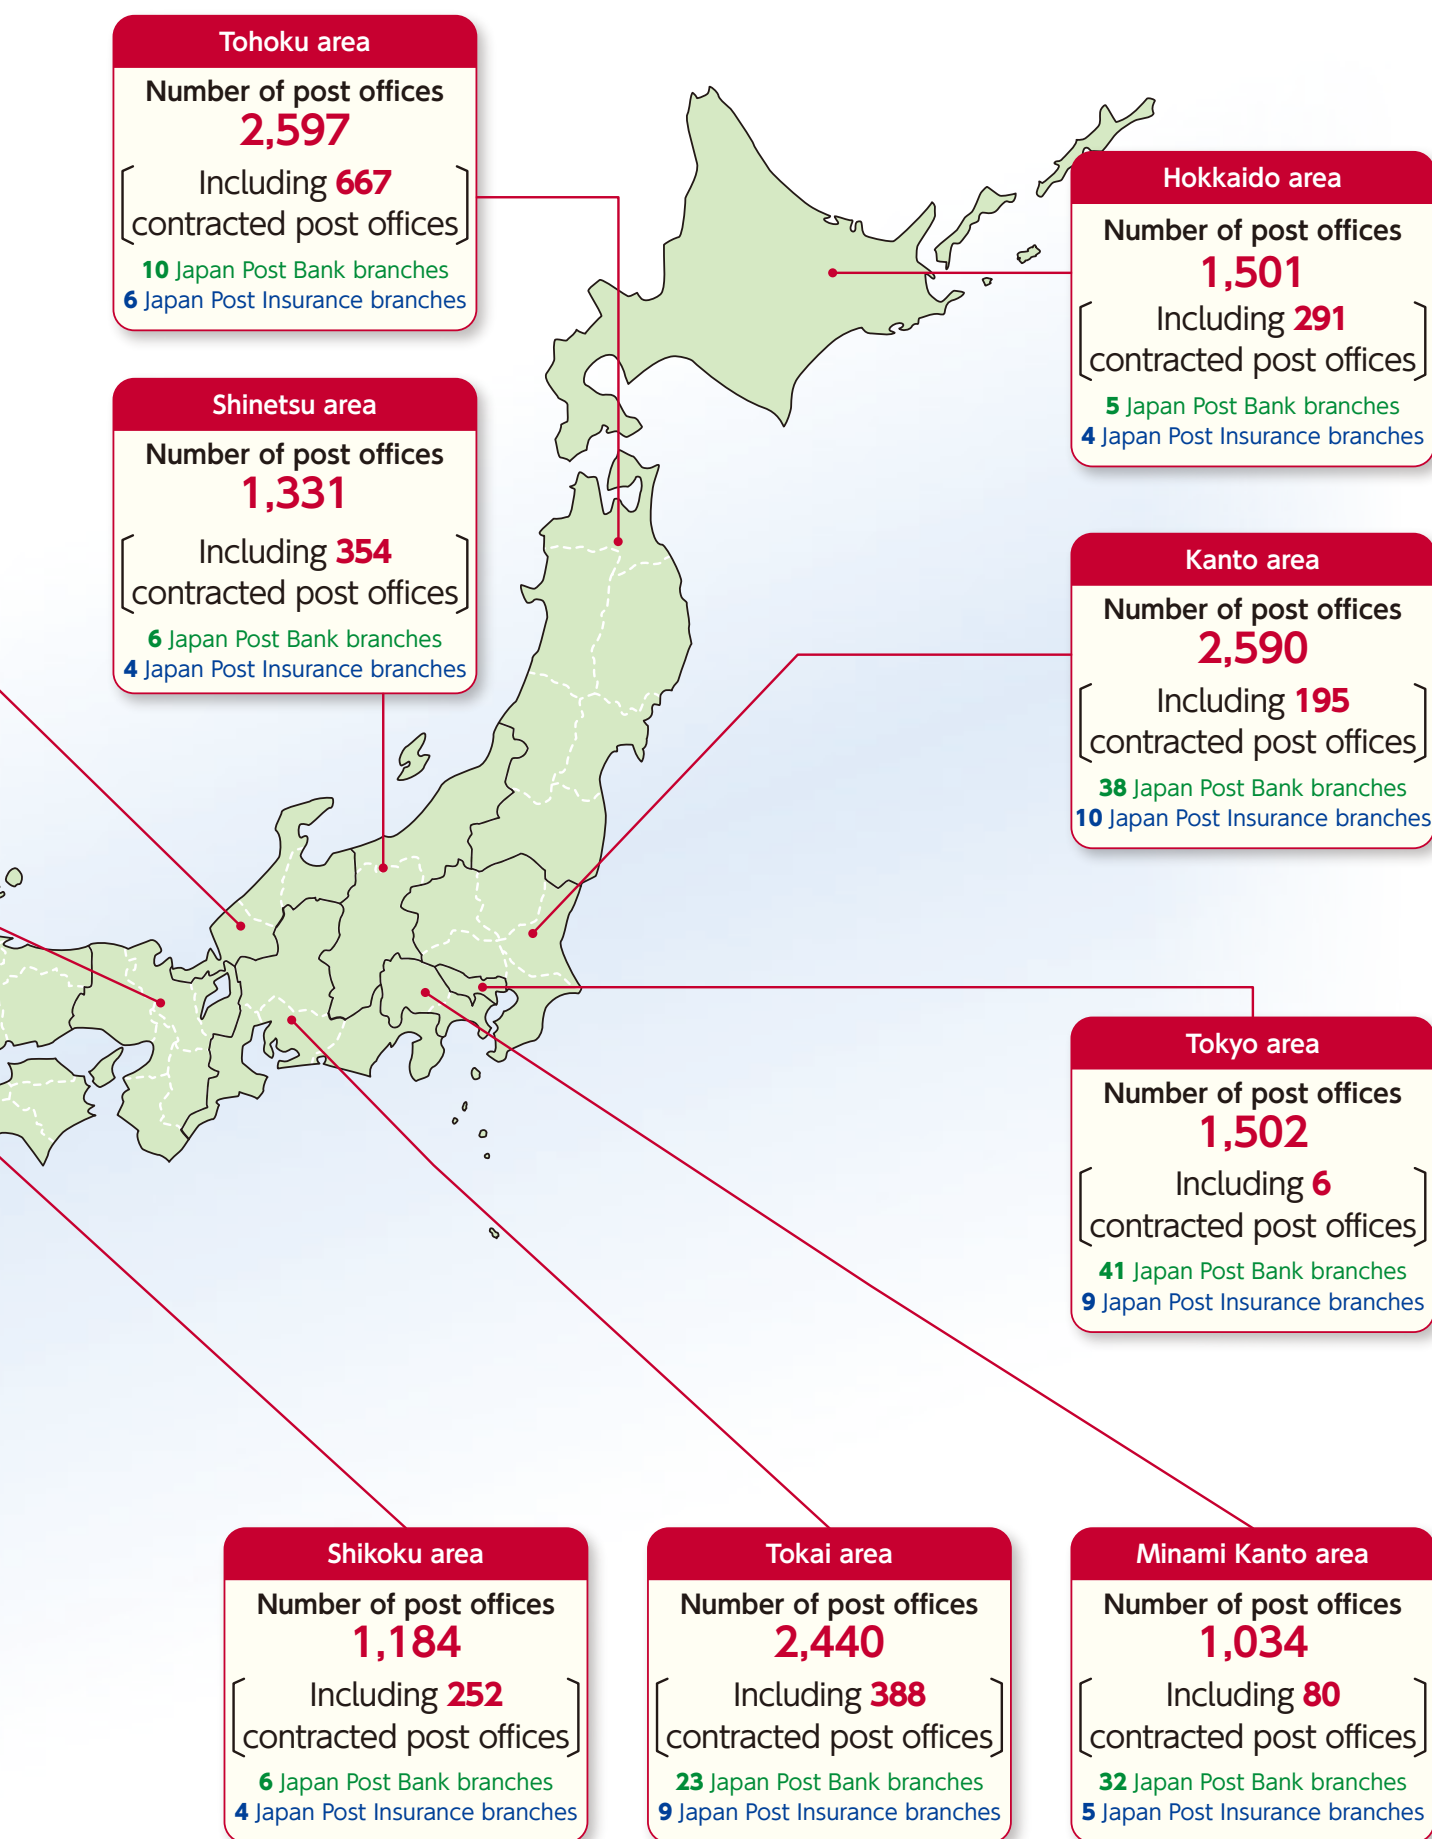 Tohoku area
Number of post offices
2,597
Including 667
contracted post offices
10 Japan Post Bank branches
6 Japan Post Insurance branches
Hokkaido area
Number of post offices
1,501
Including 291
contracted post offices
5 Japan Post Bank branches
4 Japan Post Insurance branches
Shinetsu area
Number of post offices
1,331
Including 354
contracted post offices
6 Japan Post Bank branches
4 Japan Post Insurance branches
Kanto area
Number of post offices
2,590
Including 195
contracted post offices
38 Japan Post Bank branches
10 Japan Post Insurance branches
Tokyo area
Number of post offices
1,502
Including 6
contracted post offices
41 Japan Post Bank branches
9 Japan Post Insurance branches
Shikoku area
Number of post offices
1,184
Including 252
contracted post offices
6 Japan Post Bank branches
4 Japan Post Insurance branches
Tokai area
Number of post offices
2,440
Including 388
contracted post offices
23 Japan Post Bank branches
9 Japan Post Insurance branches
Minami Kanto area
Number of post offices
1,034
Including 80
contracted post offices
32 Japan Post Bank branches
5 Japan Post Insurance branches